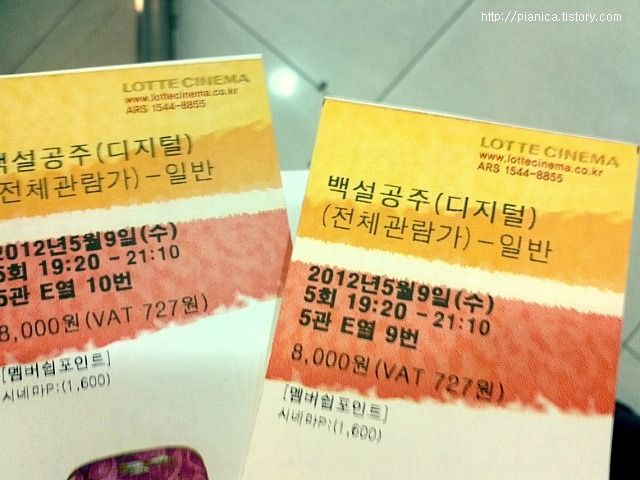 http://pianica.tistory.com
LOTTE CINEMA
www.lottecinema.co.kr
ARS 1544-8855
백설공주(디지털)
(전체관람가)-일반
2012년5월9일(수)
5회 19:20 - 21:10
5관 E열 10번
8,000원(VAT 727원)
[멤버쉽포인트]
시네마P:(1,600)
LOTTE CINEMA
www.lottecinema.co.kr
ARS 1544-8855
백설공주(디지털)
(전체관람가)-일반
2012년5월9일(수)
5회 19:20 - 21:10
5관 E열 9번
8,000원(VAT 727원)
[멤버쉽포인트]
시네마P:(1,600)